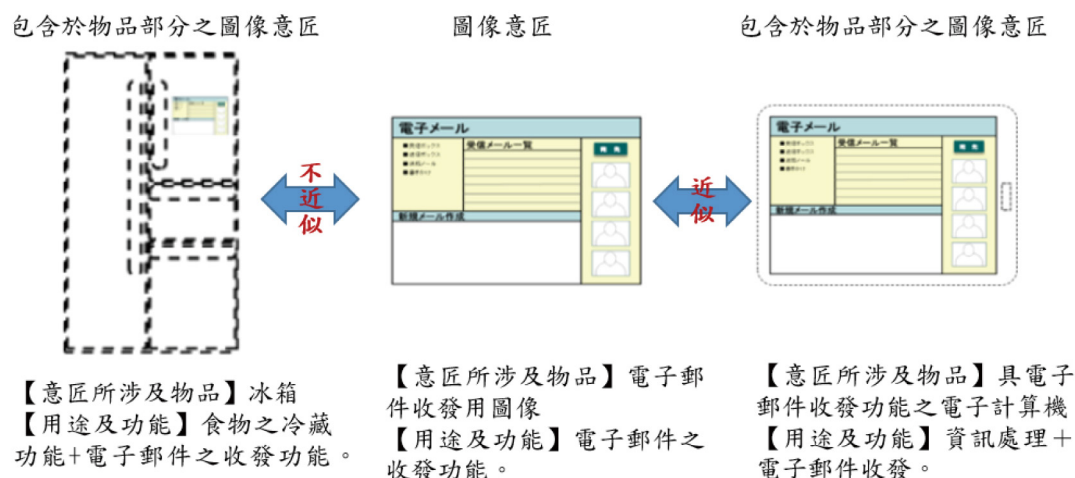 包含於物品部分之圖像意匠
圖像意匠
包含於物品部分之圖像意匠
不近似
近似
電子メール
受信メール一覧
新規メール作成
電子メール
受信メール一覧
新規メール作成
【意匠所涉及物品】冰箱
【用途及功能】食物之冷藏
功能+電子郵件之收發功能。
【意匠所涉及物品】電子郵
件收發用圖像
【用途及功能】電子郵件之
收發功能。
【意匠所涉及物品】具電子
郵件收發功能之電子計算機
【用途及功能】資訊處理＋
電子郵件收發。